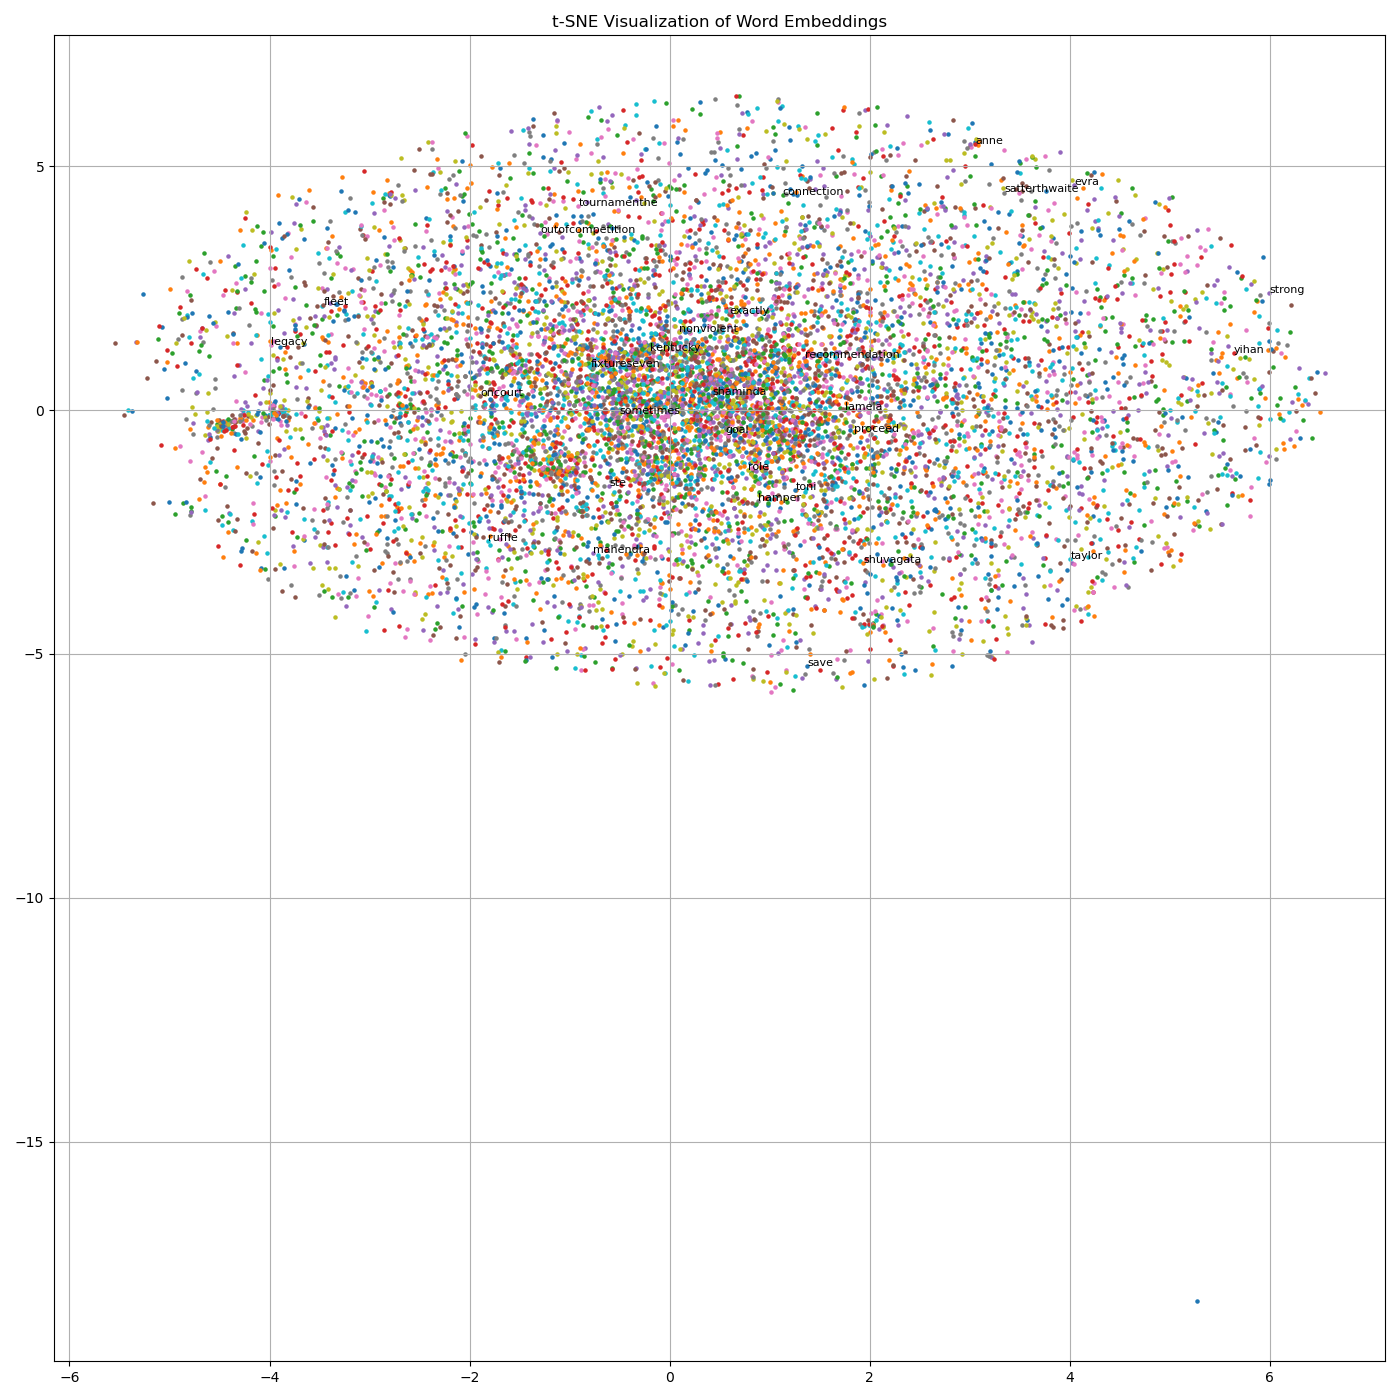 t-SNE Visualization of Word Embeddings
anne
evra
satterthwaite
connection
tournamenthe
outofcompetition
strong
fleet
exactly
nonviolent
legacy
kentucky
yihan
recommendation
fixtureseven
oncourt
shaminda
sometimes
lamela
goal
proceed
role
ste
toni
hamper
ruffle
mahendra
taylor
shuvagata
save
5
0
−5
−10
−15
−6 −4 −2 0 2 4 6